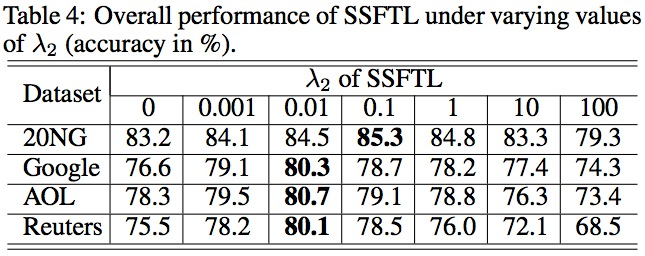 Table 4: Overall performance of SSFTL under varying values
of λ₂ (accuracy in %).
Dataset λ₂ of SSFTL
0 0.001 0.01 0.1 1 10 100
20NG 83.2 84.1 84.5 85.3 84.8 83.3 79.3
Google 76.6 79.1 80.3 78.7 78.2 77.4 74.3
AOL 78.3 79.5 80.7 79.1 78.8 76.3 73.4
Reuters 75.5 78.2 80.1 78.5 76.0 72.1 68.5